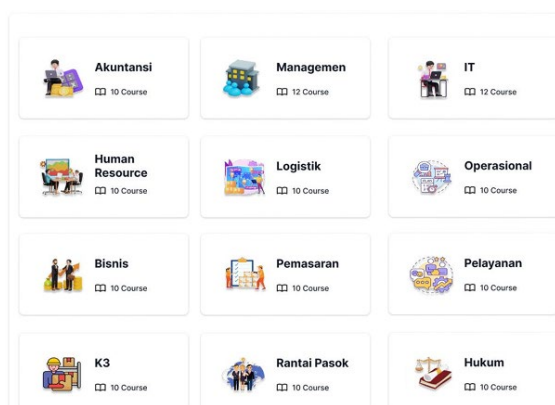 Akuntansi
10 Course
Managemen
12 Course
IT
12 Course
Human
Resource
10 Course
Logistik
10 Course
Operasional
10 Course
Bisnis
10 Course
Pemasaran
10 Course
Pelayanan
10 Course
K3
10 Course
Rantai Pasok
10 Course
Hukum
10 Course